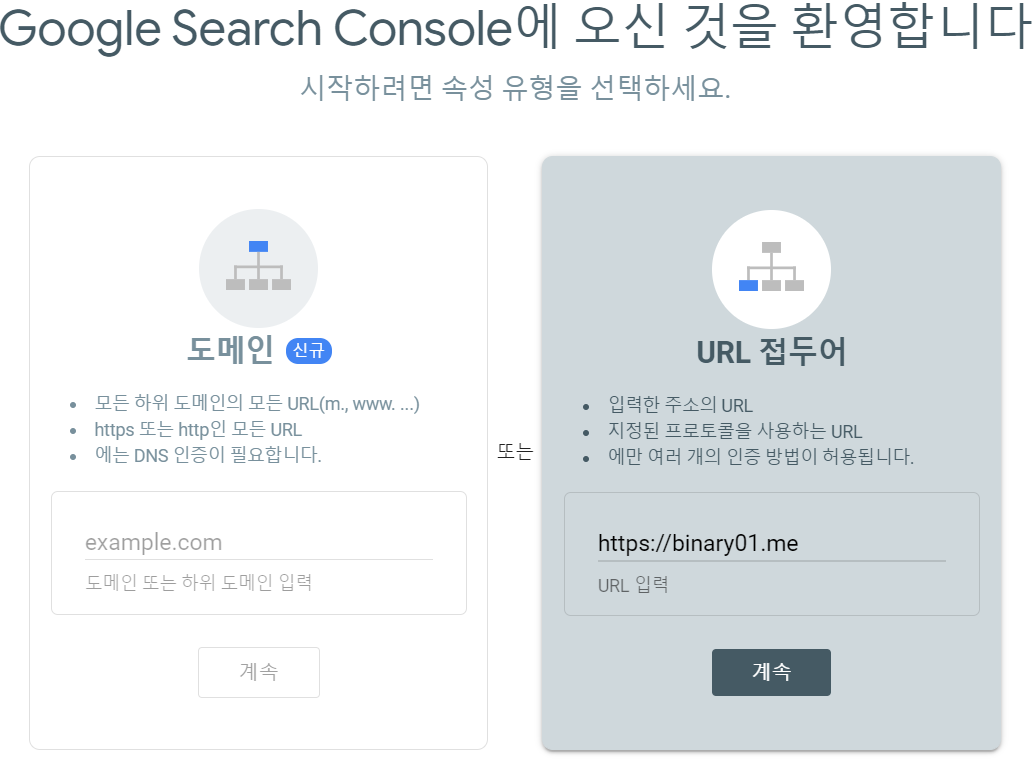 Google Search Console에 오신 것을 환영합니다
시작하려면 속성 유형을 선택하세요.
도메인 신규
모든 하위 도메인의 모든 URL(m., www. ...)
https 또는 http인 모든 URL
에는 DNS 인증이 필요합니다.
example.com
도메인 또는 하위 도메인 입력
계속
또는
URL 접두어
입력한 주소의 URL
지정된 프로토콜을 사용하는 URL
에만 여러 개의 인증 방법이 허용됩니다.
https://binary01.me
URL 입력
계속